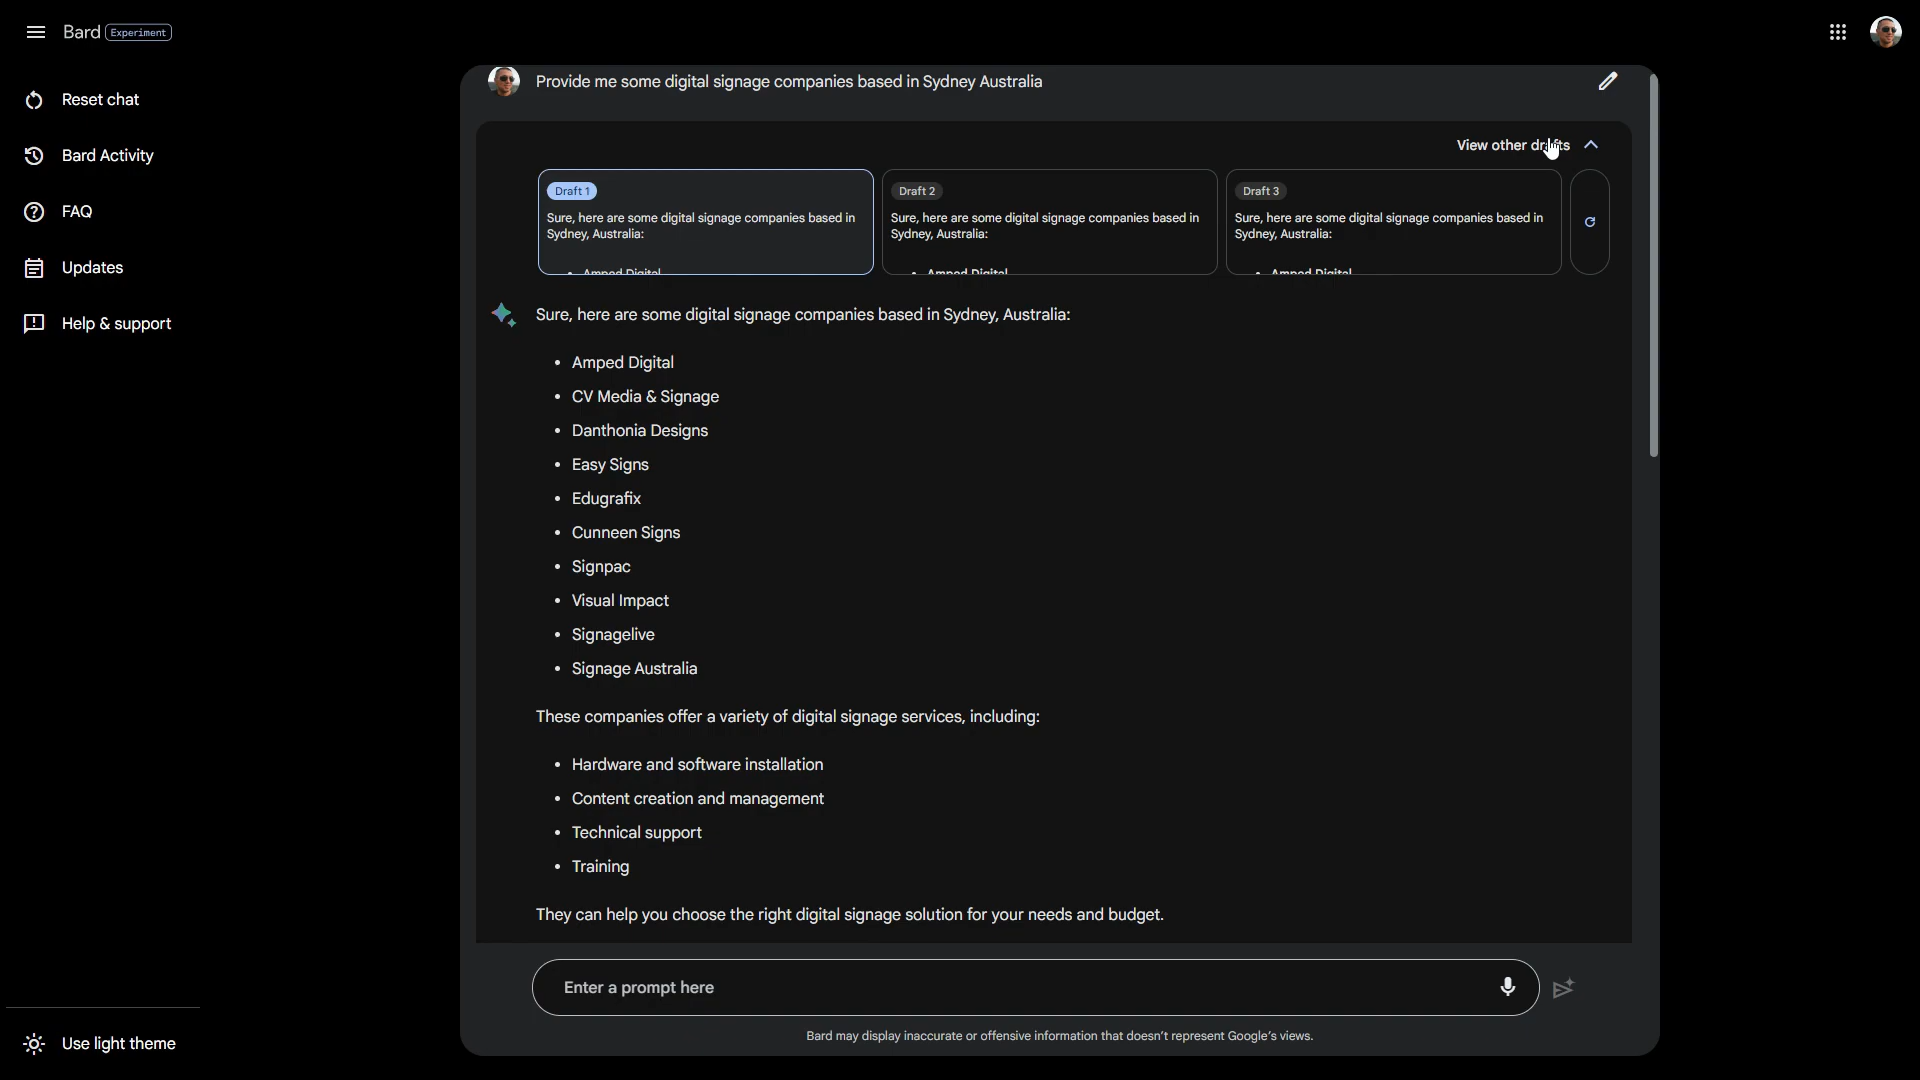 Bard Experiment
Reset chat
Bard Activity
FAQ
Updates
Help & support
Use light theme
Provide me some digital signage companies based in Sydney Australia
View other drafts
Draft 1
Sure, here are some digital signage companies based in
Sydney, Australia:
• Amped Digital
Draft 2
Sure, here are some digital signage companies based in
Sydney, Australia:
• Amped Digital
Draft 3
Sure, here are some digital signage companies based in
Sydney, Australia:
• Amped Digital
Sure, here are some digital signage companies based in Sydney, Australia:
• Amped Digital
• CV Media & Signage
• Danthonia Designs
• Easy Signs
• Edugrafix
• Cunneen Signs
• Signpac
• Visual Impact
• Signagelive
• Signage Australia
These companies offer a variety of digital signage services, including:
• Hardware and software installation
• Content creation and management
• Technical support
• Training
They can help you choose the right digital signage solution for your needs and budget.
Enter a prompt here
Bard may display inaccurate or offensive information that doesn't represent Google's views.